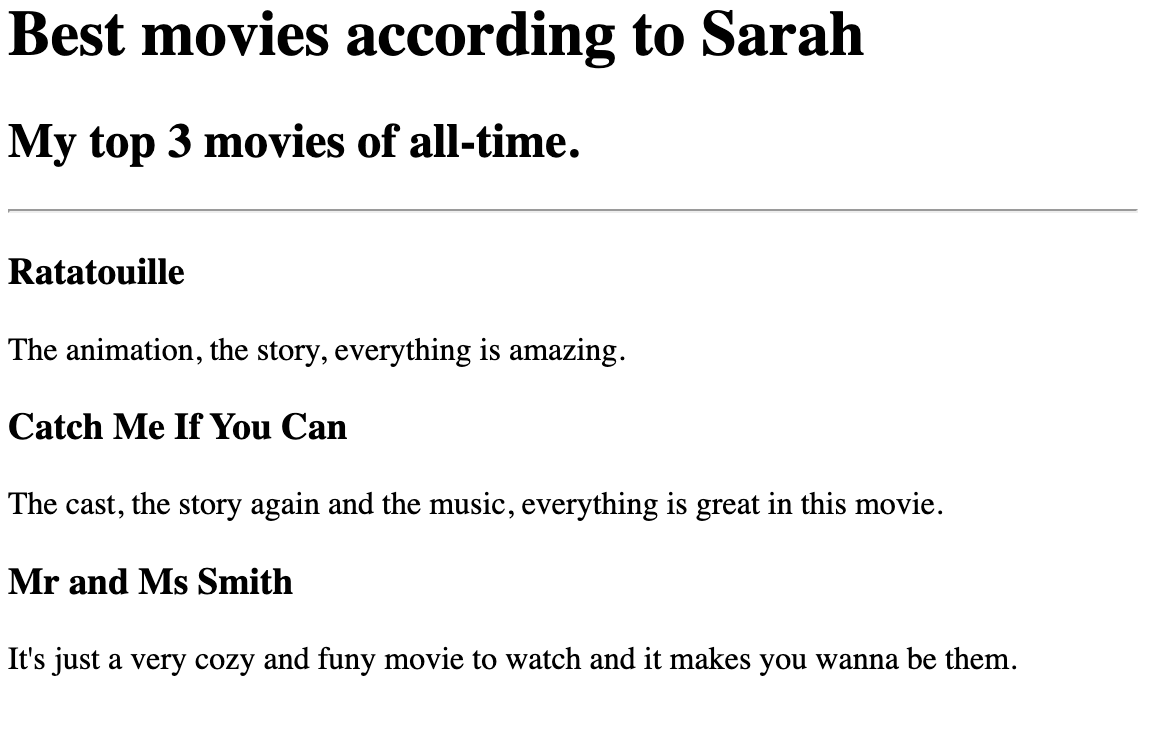 Best movies according to Sarah
My top 3 movies of all-time.
Ratatouille
The animation, the story, everything is amazing.
Catch Me If You Can
The cast, the story again and the music, everything is great in this movie.
Mr and Ms Smith
It's just a very cozy and funy movie to watch and it makes you wanna be them.